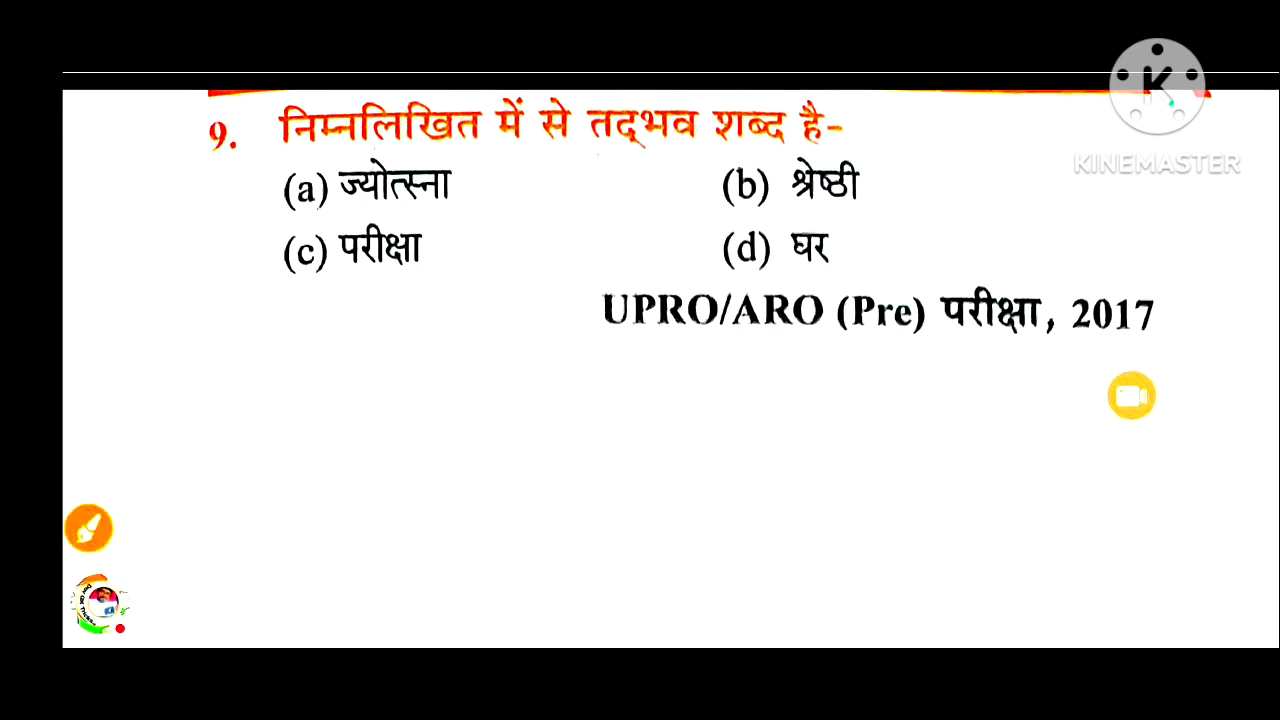 KINEMASTER
9. निम्नलिखित में से तद्भव शब्द है-
(a) ज्योत्स्ना (b) श्रेष्ठी
(c) परीक्षा (d) घर
UPRO/ARO (Pre) परीक्षा, 2017